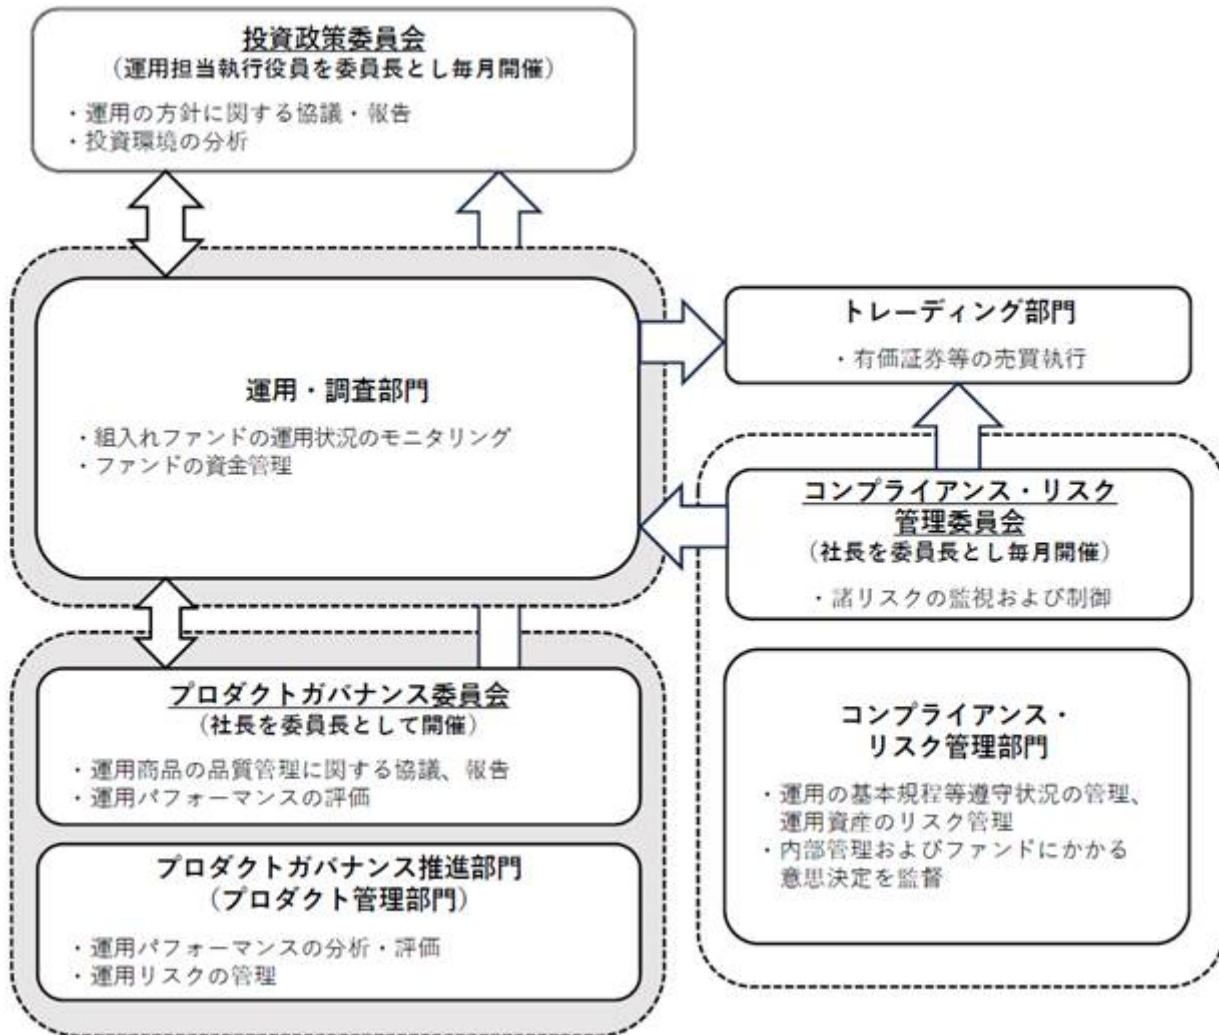 投資政策委員会
（運用担当執行役員を委員長とし毎月開催）
・運用の方針に関する協議・報告
・投資環境の分析
運用・調査部門
・組入れファンドの運用状況のモニタリング
・ファンドの資金管理
トレーディング部門
・有価証券等の売買執行
コンプライアンス・リスク
管理委員会
（社長を委員長とし毎月開催）
・諸リスクの監視および制御
プロダクトガバナンス委員会
（社長を委員長として開催）
・運用商品の品質管理に関する協議、報告
・運用パフォーマンスの評価
プロダクトガバナンス推進部門
（プロダクト管理部門）
・運用パフォーマンスの分析・評価
・運用リスクの管理
コンプライアンス・
リスク管理部門
・運用の基本規程等遵守状況の管理、
運用資産のリスク管理
・内部管理およびファンドにかかる
意思決定を監督